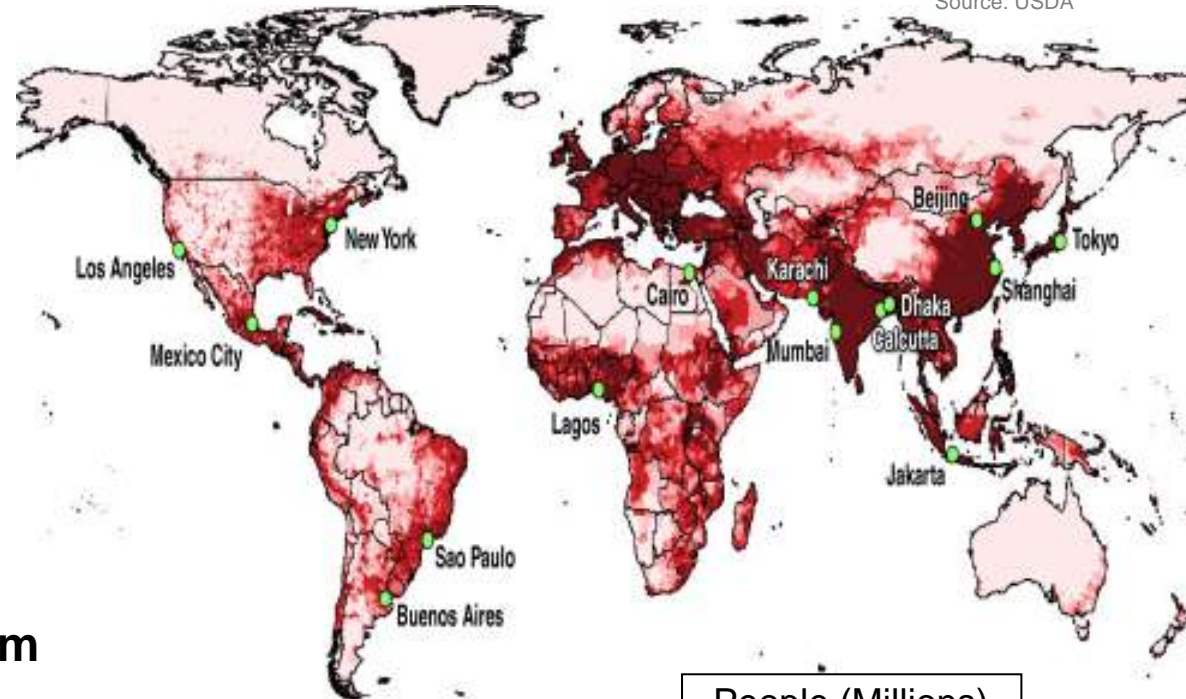 Source: USDA
Beijing
New York
Tokyo
Los Angeles
Karachi
Cairo
Shanghai
Dhaka
Mexico City
Mumbai
Calcutta
Lagos
Jakarta
Sao Paulo
Buenos Aires
m
People (Millions)